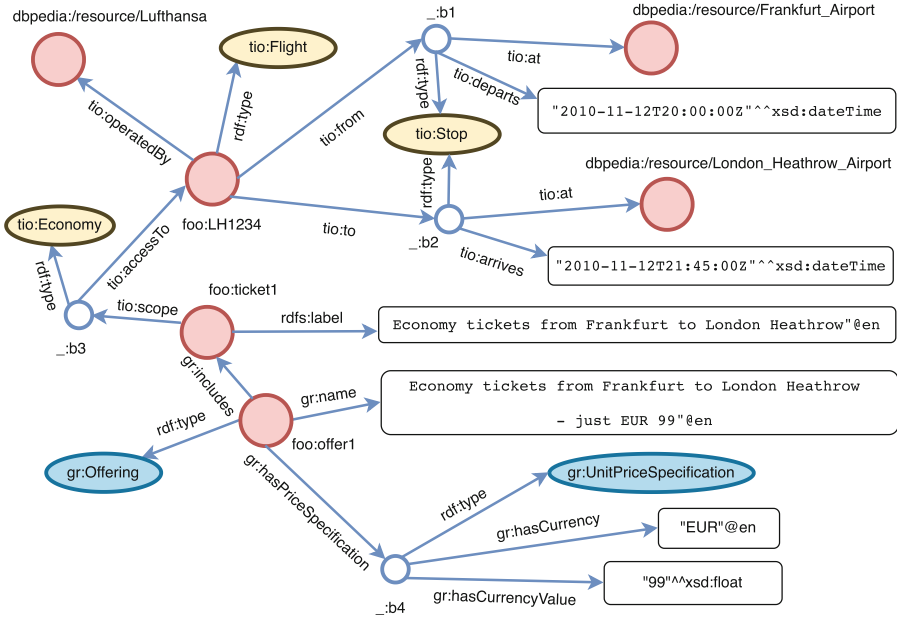 dbpedia:/resource/Lufthansa
_:b1
dbpedia:/resource/Frankfurt_Airport
tio:Flight
tio:at
rdf:type
tio:departs
tio:operatedBy
rdf:type
tio:from
"2010-11-12T20:00:00Z"^^xsd:dateTime
tio:Stop
dbpedia:/resource/London_Heathrow_Airport
rdf:type
tio:at
tio:Economy
foo:LH1234
tio:to
_:b2
tio:arrives
tio:accessTo
rdf:type
"2010-11-12T21:45:00Z"^^xsd:dateTime
foo:ticket1
tio:scope
rdfs:label
Economy tickets from Frankfurt to London Heathrow"@en
_:b3
gr:includes
gr:name
Economy tickets from Frankfurt to London Heathrow
- just EUR 99"@en
rdf:type
foo:offer1
gr:Offering
gr:hasPriceSpecification
gr:UnitPriceSpecification
rdf:type
gr:hasCurrency
"EUR"@en
"99"^^xsd:float
gr:hasCurrencyValue
_:b4